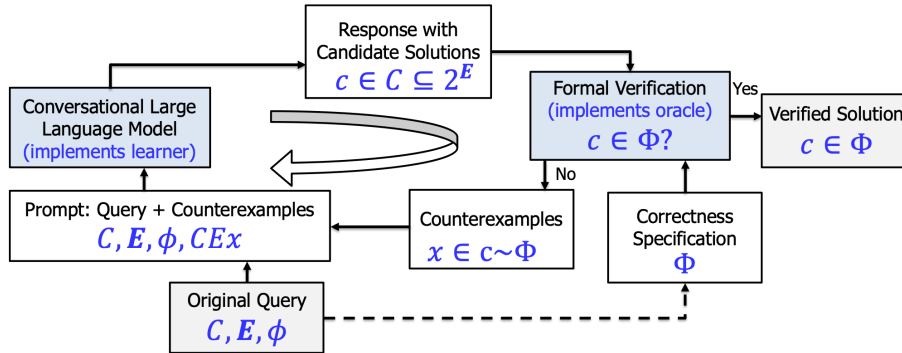 Response with
Candidate Solutions
c ∈ C ⊆ 2^E
Conversational Large
Language Model
(implements learner)
Formal Verification
(implements oracle)
c ∈ Φ?
Yes
Verified Solution
c ∈ Φ
No
Prompt: Query + Counterexamples
C, E, ϕ, CEx
Counterexamples
x ∈ c~Φ
Correctness
Specification
Φ
Original Query
C, E, ϕ